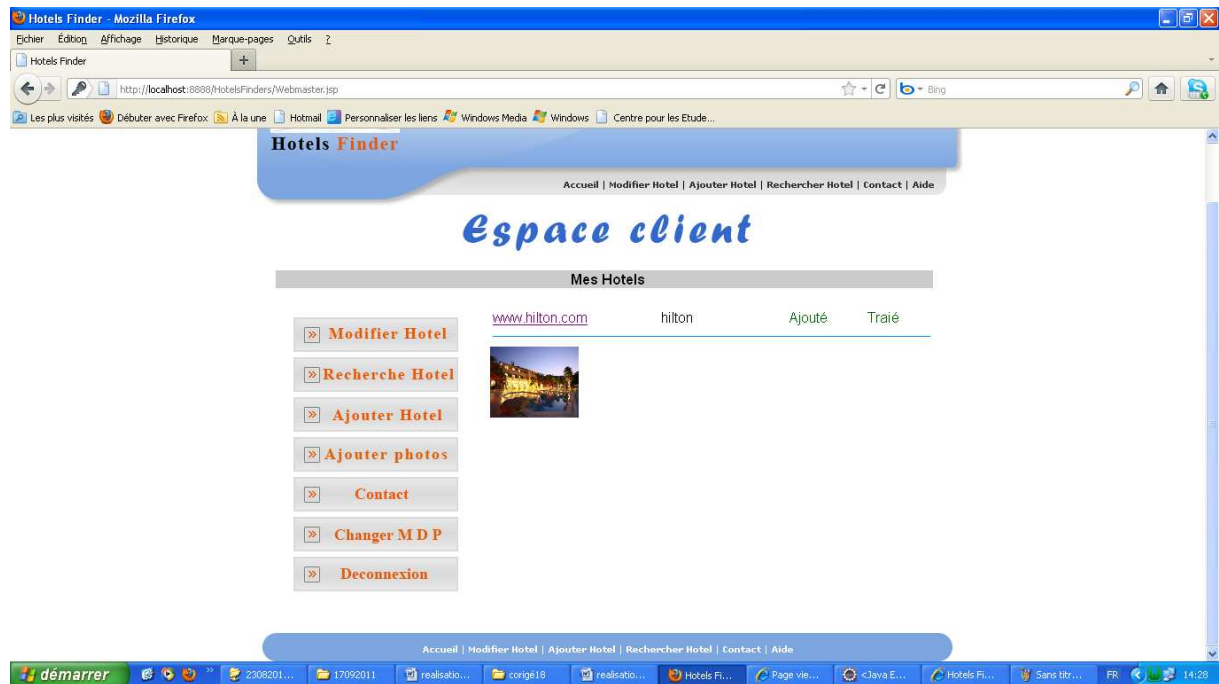 Hotels Finder - Mozilla Firefox
Fichier Édition Affichage Historique Marque-pages Outils ?
Hotels Finder +
http://localhost:8888/HotelsFinders/Webmaster.jsp Bing
Les plus visités Débuter avec Firefox À la une Hotmail Personnaliser les liens Windows Media Windows Centre pour les Etude...
Hotels Finder
Accueil | Modifier Hotel | Ajouter Hotel | Rechercher Hotel | Contact | Aide
Espace client
Mes Hotels
www.hilton.com hilton Ajouté Traié
Modifier Hotel
Recherche Hotel
Ajouter Hotel
Ajouter photos
Contact
Changer M D P
Deconnexion
Accueil | Modifier Hotel | Ajouter Hotel | Rechercher Hotel | Contact | Aide
démarrer 2308201... 17092011 realisatio... corigé18 realisatio... Hotels Fi... Page vie... <Java E... Hotels Fi... Sans titr... FR 14:28